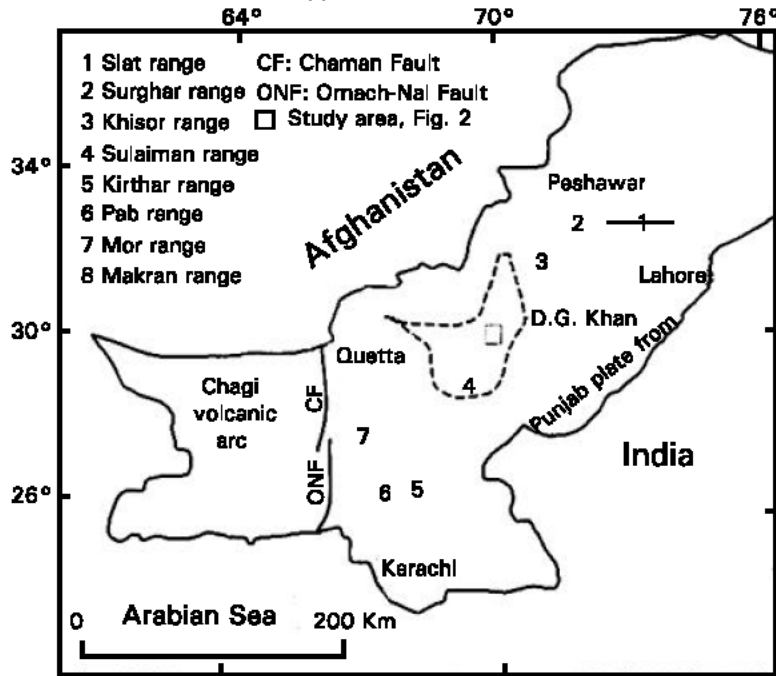 64° 70° 76°
1 Slat range CF: Chaman Fault
2 Surghar range ONF: Ornach-Nal Fault
3 Khisor range Study area, Fig. 2
4 Sulaiman range
5 Kirthar range
6 Pab range
7 Mor range
8 Makran range
34°
30°
26°
Afghanistan
Peshawar
2 1
3
Lahore
D.G. Khan
Quetta
4
Punjab plate from
Chagi
volcanic
arc
CF
7
India
ONF
6 5
Karachi
Arabian Sea
0 200 Km